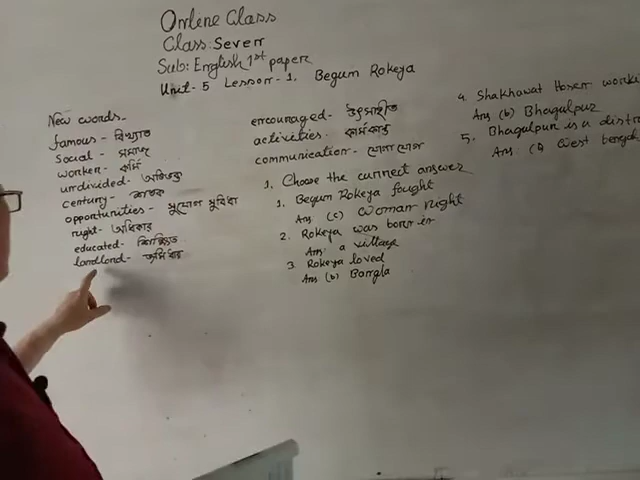 Online Class
Class: Seven
Sub: English 1st paper
Unit- 5 Lesson- 1. Begum Rokeya
New words-
famous- বিখ্যাত
Social - সমাজ
worker- কর্মি
undivided- অবিভক্ত
century- শতক
opportunities - সুযোগ সুবিধা
right- অধিকার
educated- শিক্ষিত
landlord- জমিদার
encouraged- উৎসাহীত
activities.
communication- যোগাযোগ
1. Choose the currect answer
1. Begum Rokeya fought
Ans (c) Woman right
2. Rokeya was born in
Ans: a village
3 Rokeya loved
Ans (b) Bangla
4. Shakhawat Hosen worki
Ans (b) Bhagalpur
5. Bhagalpur is a distr
Ans. west bengal